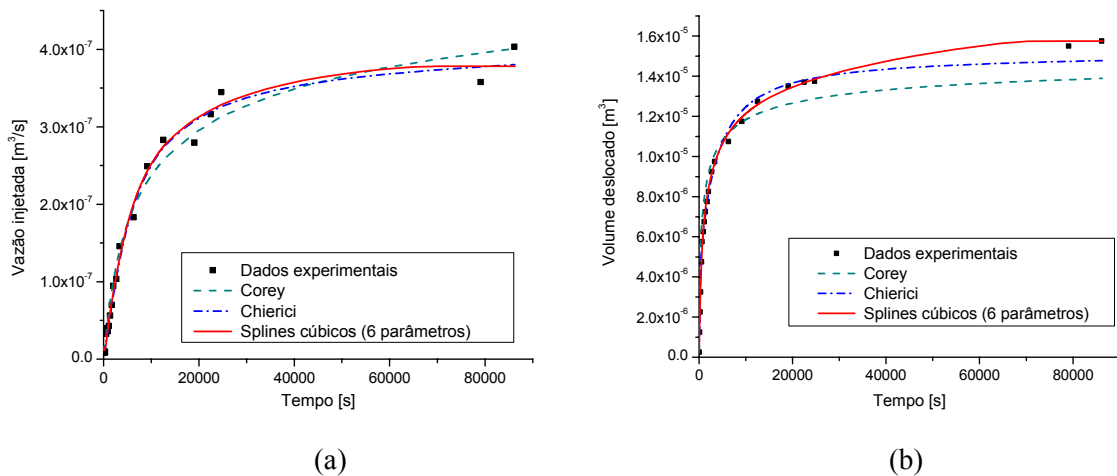 4.0x10⁻⁷
3.0x10⁻⁷
2.0x10⁻⁷
1.0x10⁻⁷
0.0
Vazão injetada [m³/s]
0
20000
40000
60000
80000
Tempo [s]
Dados experimentais
Corey
Chierici
Splines cúbicos (6 parâmetros)
(a)
1.6x10⁻⁵
1.4x10⁻⁵
1.2x10⁻⁵
1.0x10⁻⁵
8.0x10⁻⁶
6.0x10⁻⁶
4.0x10⁻⁶
2.0x10⁻⁶
0.0
Volume deslocado [m³]
0
20000
40000
60000
80000
Tempo [s]
Dados experimentais
Corey
Chierici
Splines cúbicos (6 parâmetros)
(b)